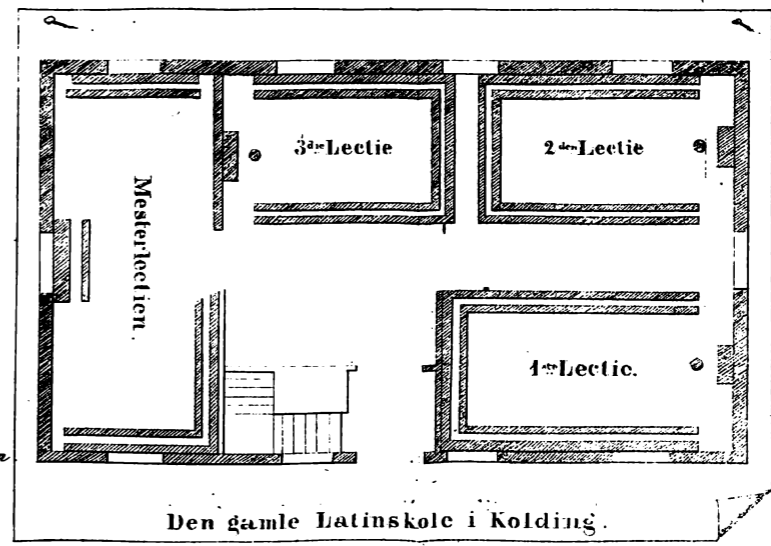 3die Lectie
2den Lectie
Mesterlectien.
1ste Lectie.
Den gamle Latinskole i Kolding.